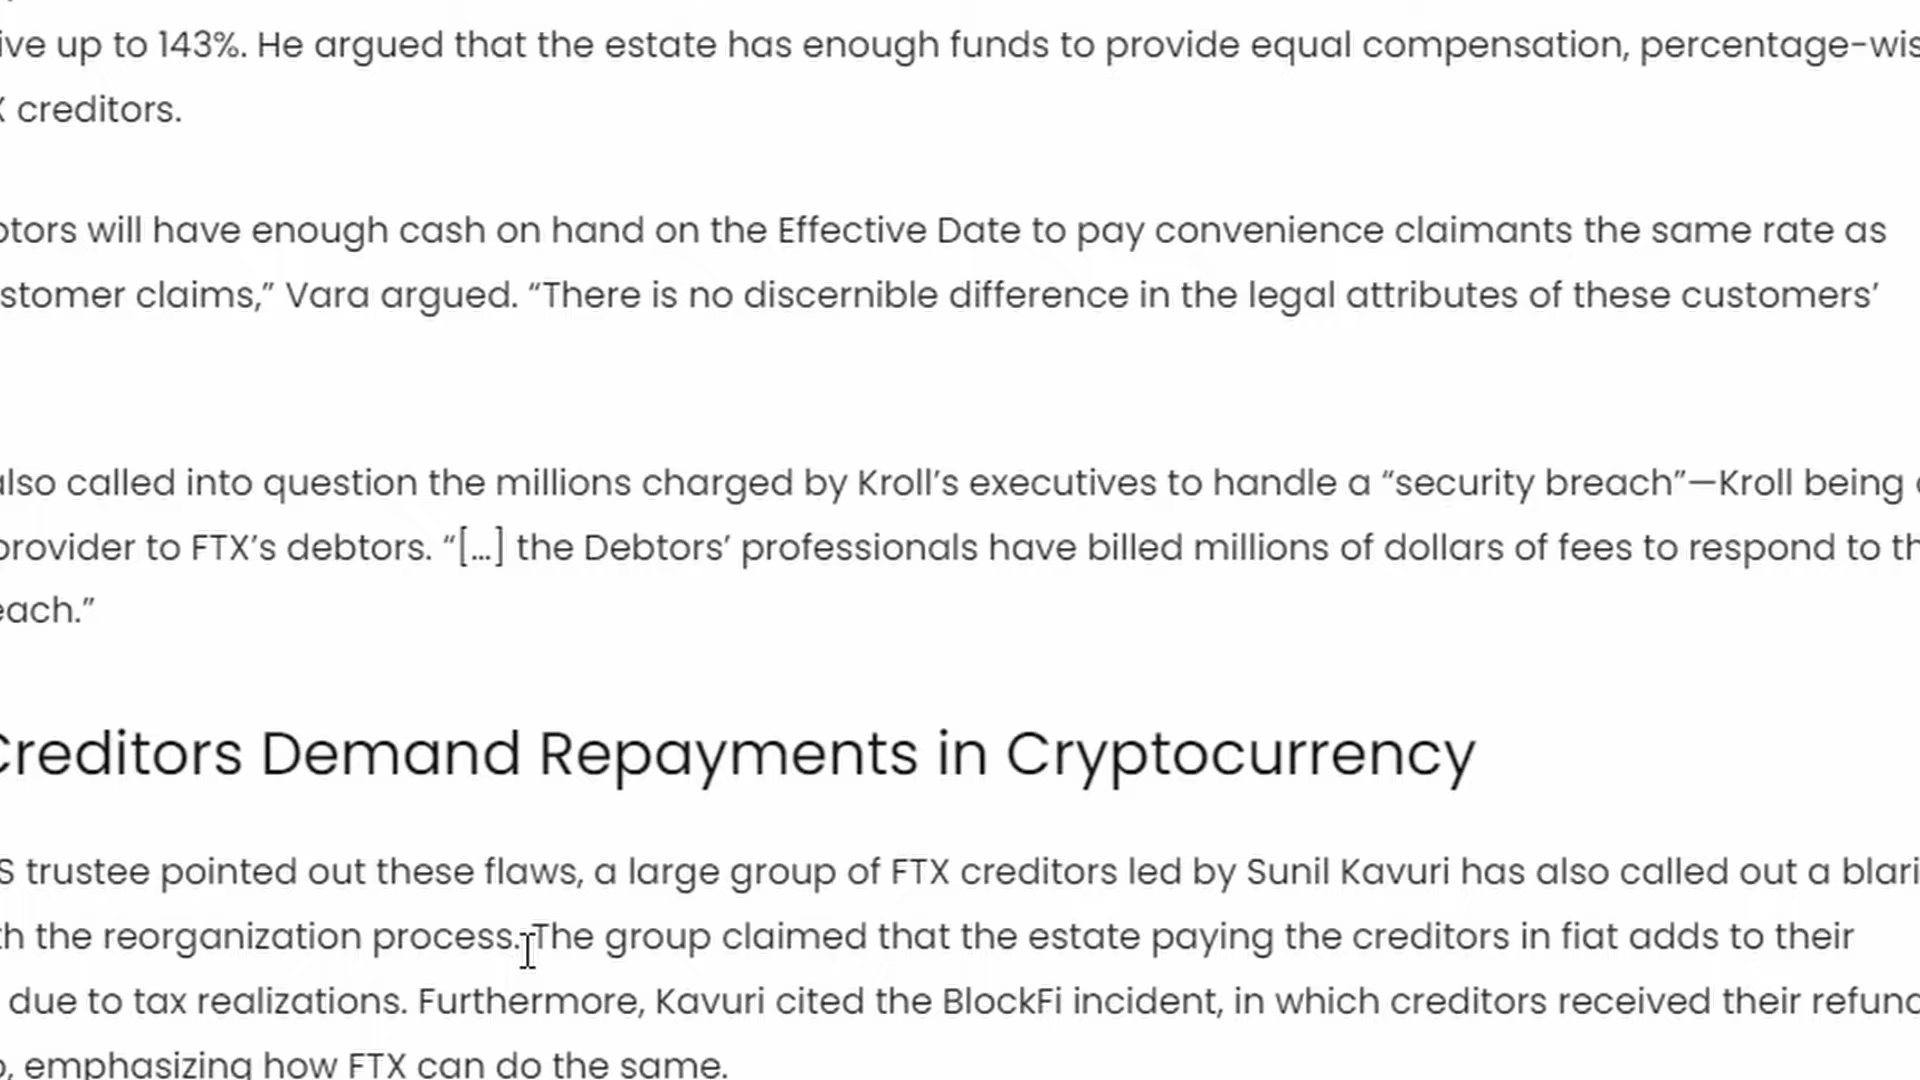 ive up to 143%. He argued that the estate has enough funds to provide equal compensation, percentage-wis
X creditors.
otors will have enough cash on hand on the Effective Date to pay convenience claimants the same rate as
stomer claims,” Vara argued. “There is no discernible difference in the legal attributes of these customers’
also called into question the millions charged by Kroll’s executives to handle a “security breach”—Kroll being
provider to FTX’s debtors. “[…] the Debtors’ professionals have billed millions of dollars of fees to respond to th
each.”
Creditors Demand Repayments in Cryptocurrency
S trustee pointed out these flaws, a large group of FTX creditors led by Sunil Kavuri has also called out a blari
th the reorganization process. The group claimed that the estate paying the creditors in fiat adds to their
due to tax realizations. Furthermore, Kavuri cited the BlockFi incident, in which creditors received their refund
o, emphasizing how FTX can do the same.